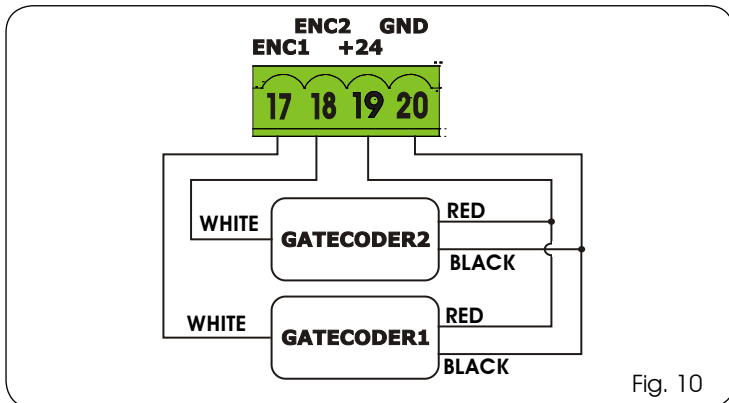 ENC2 GND
ENC1 +24
17 18 19 20
WHITE GATECODER2 RED
BLACK
WHITE GATECODER1 RED
BLACK
Fig. 10